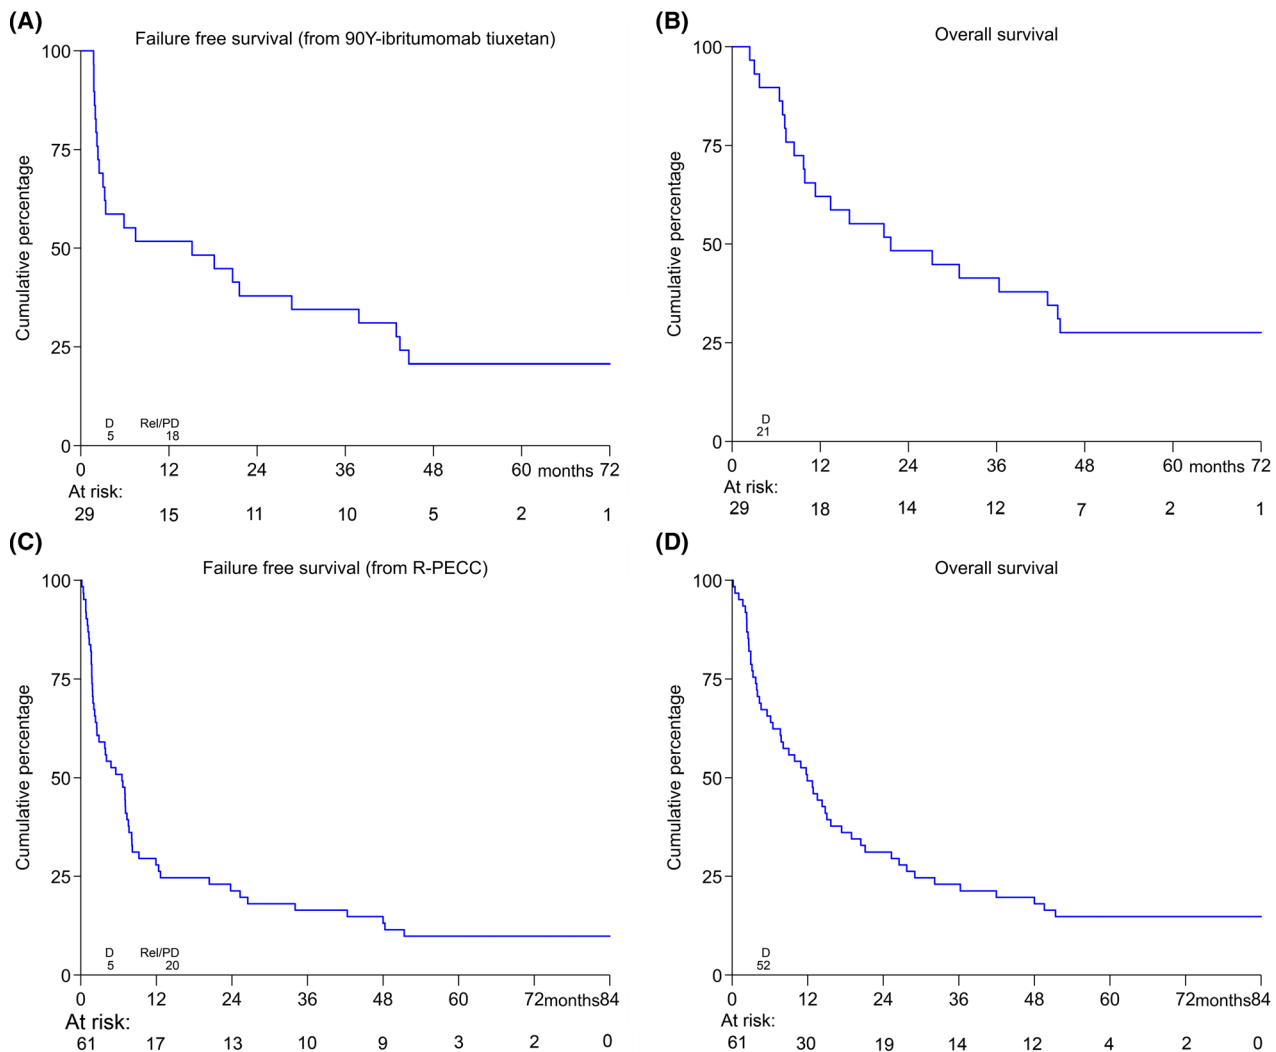 (A)
Failure free survival (from 90Y-ibritumomab tiuxetan)
Cumulative percentage
100
75
50
25
0
D Rel/PD
5 18
0 12 24 36 48 60 months 72
At risk:
29 15 11 10 5 2 1
(B)
Overall survival
Cumulative percentage
100
75
50
25
0
D
21
0 12 24 36 48 60 months 72
At risk:
29 18 14 12 7 2 1
(C)
Failure free survival (from R-PECC)
Cumulative percentage
100
75
50
25
0
D Rel/PD
5 20
0 12 24 36 48 60 72months84
At risk:
61 17 13 10 9 3 2 0
(D)
Overall survival
Cumulative percentage
100
75
50
25
0
D
52
0 12 24 36 48 60 72months84
At risk:
61 30 19 14 12 4 2 0